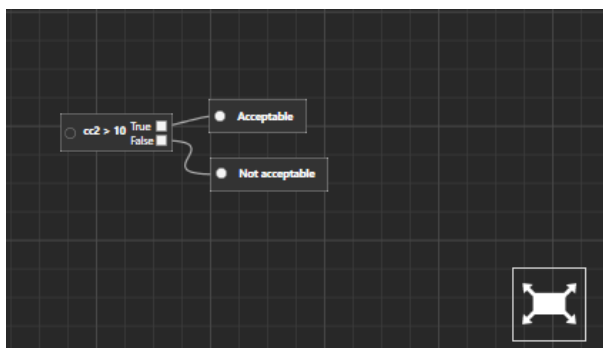 cc2 > 10
True
False
Acceptable
Not acceptable